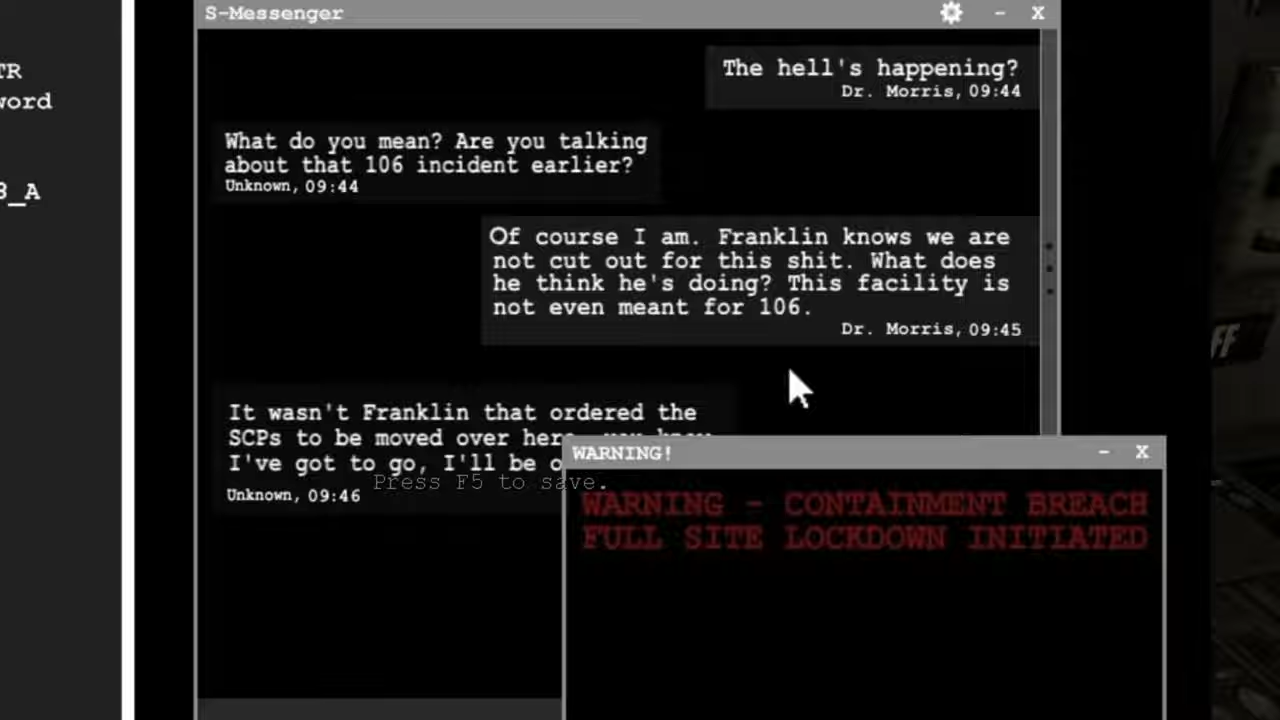 S-Messenger
TR
word
8_A
The hell's happening?
Dr. Morris, 09:44
What do you mean? Are you talking
about that 106 incident earlier?
Unknown, 09:44
Of course I am. Franklin knows we are
not cut out for this shit. What does
he think he's doing? This facility is
not even meant for 106.
Dr. Morris, 09:45
It wasn't Franklin that ordered the
SCPs to be moved over here, you know
I've got to go, I'll be o
Unknown, 09:46
Press F5 to save.
WARNING!
WARNING - CONTAINMENT BREACH
FULL SITE LOCKDOWN INITIATED
FF